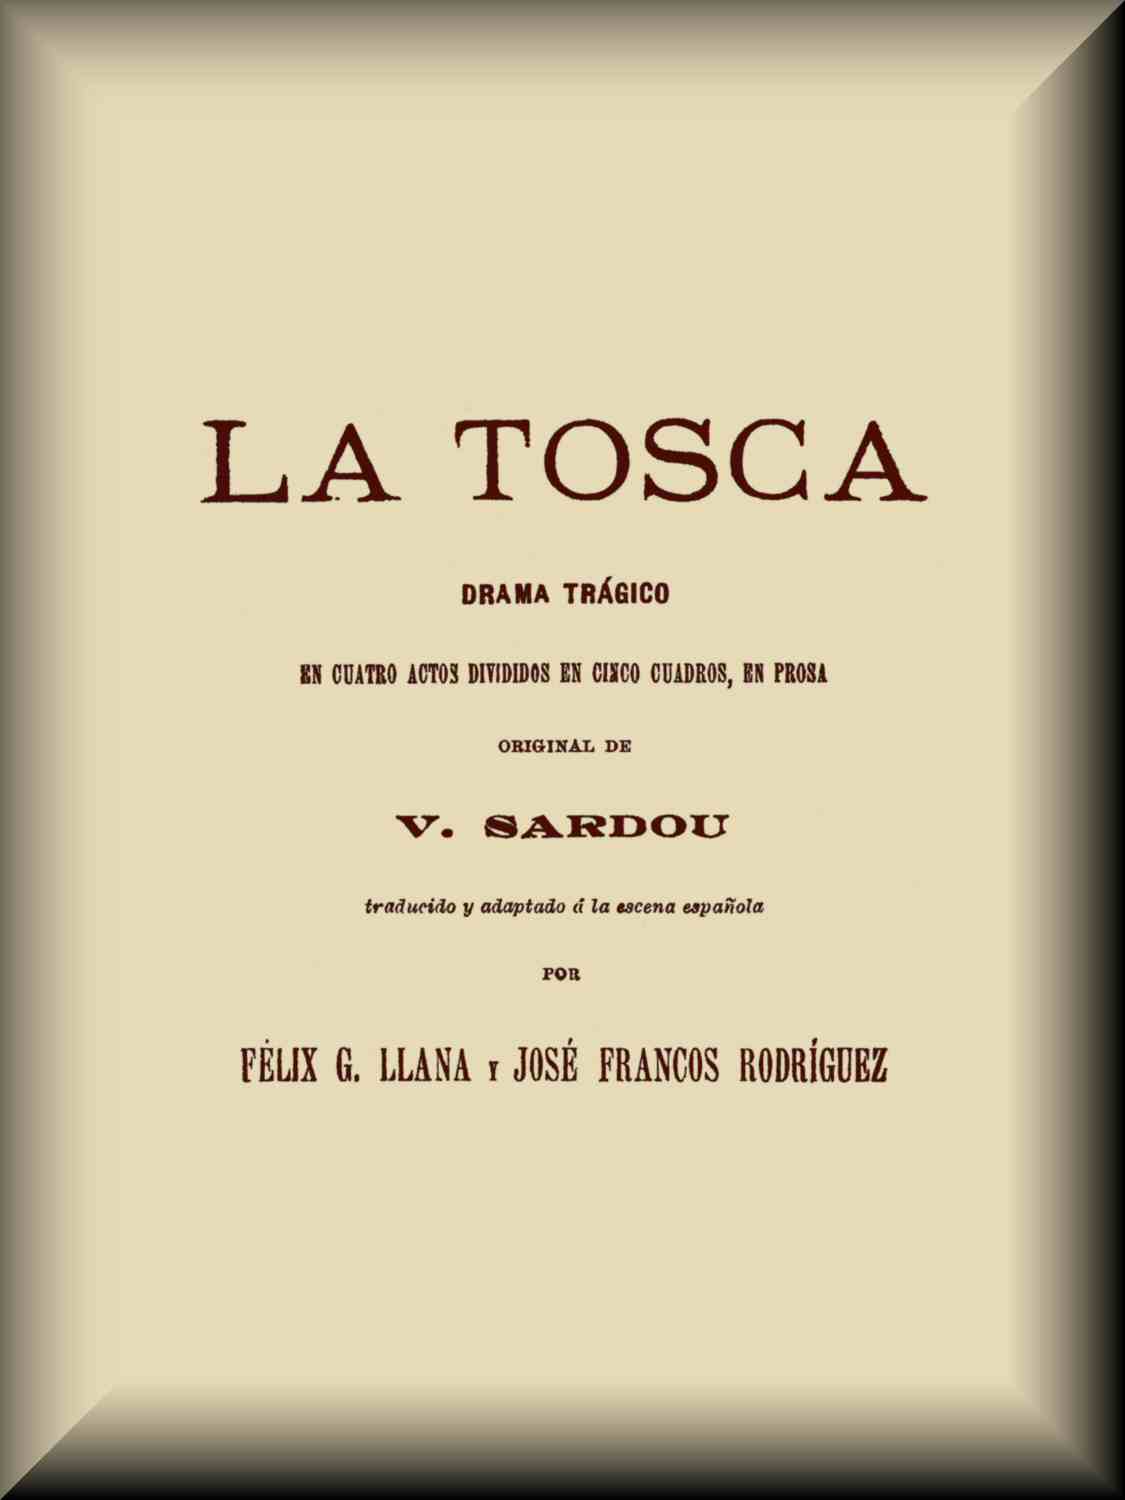 LA TOSCA
DRAMA TRÁGICO
EN CUATRO ACTOS DIVIDIDOS EN CINCO CUADROS, EN PROSA
ORIGINAL DE
V. SARDOU
traducido y adaptado á la escena española
POR
FÉLIX G. LLANA Y JOSÉ FRANCOS RODRÍGUEZ